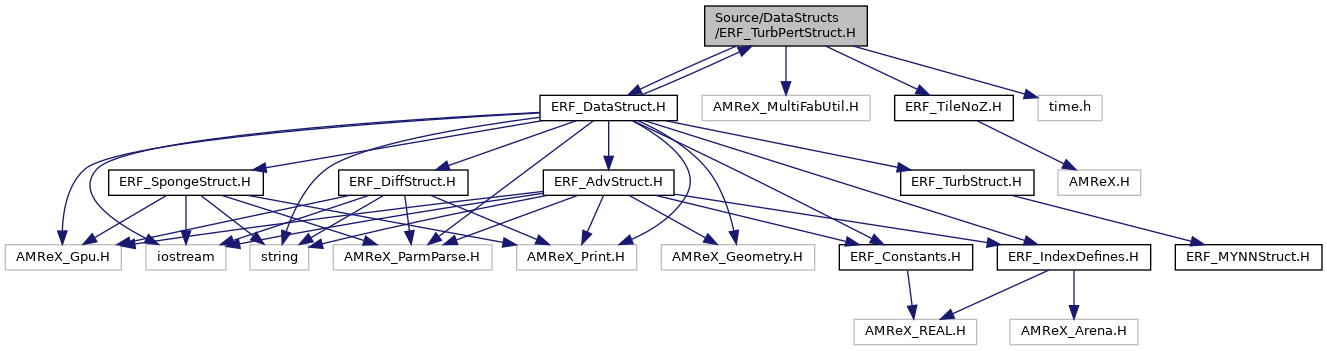 Source/DataStructs
/ERF_TurbPertStruct.H
ERF_DataStruct.H
AMReX_MultiFabUtil.H
ERF_TileNoZ.H
time.h
ERF_SpongeStruct.H
ERF_DiffStruct.H
ERF_AdvStruct.H
ERF_TurbStruct.H
AMReX.H
AMReX_Gpu.H
iostream
string
AMReX_ParmParse.H
AMReX_Print.H
AMReX_Geometry.H
ERF_Constants.H
ERF_IndexDefines.H
ERF_MYNNStruct.H
AMReX_REAL.H
AMReX_Arena.H